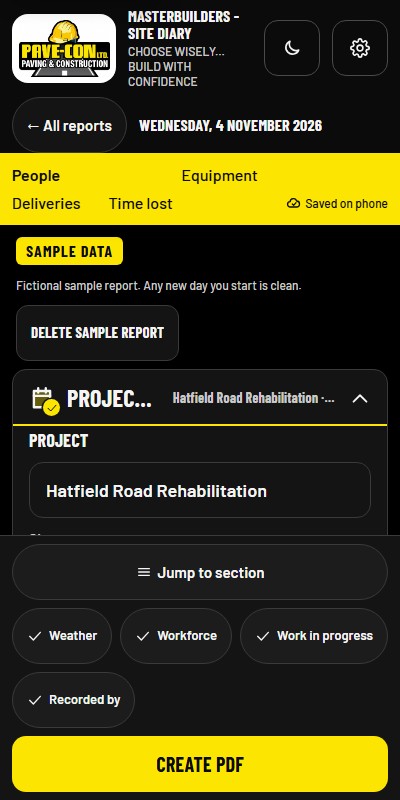 PAVE-CON LTD.
PAVING & CONSTRUCTION
MASTERBUILDERS -
SITE DIARY
CHOOSE WISELY...
BUILD WITH
CONFIDENCE
← All reports
WEDNESDAY, 4 NOVEMBER 2026
People
Equipment
Deliveries
Time lost
Saved on phone
SAMPLE DATA
Fictional sample report. Any new day you start is clean.
DELETE SAMPLE REPORT
PROJEC...
Hatfield Road Rehabilitation -...
PROJECT
Hatfield Road Rehabilitation
Jump to section
Weather
Workforce
Work in progress
Recorded by
CREATE PDF